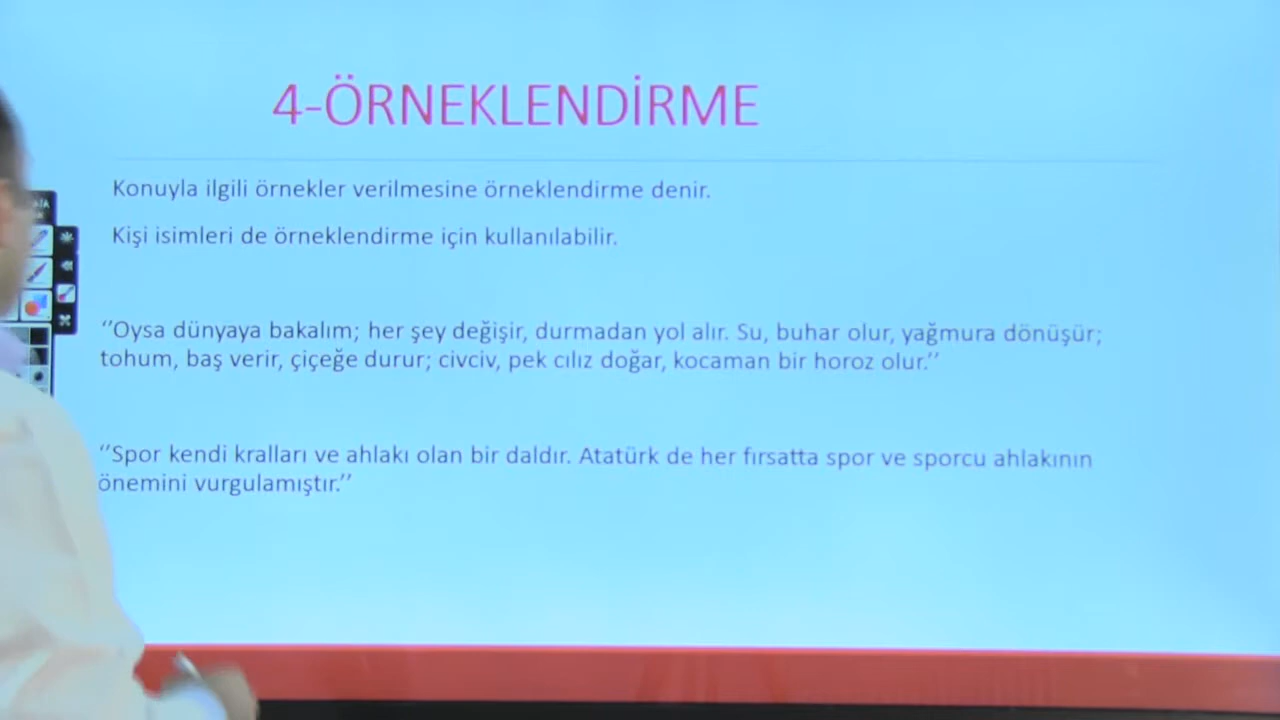 4-ÖRNEKLENDİRME
Konuyla ilgili örnekler verilmesine örneklendirme denir.
Kişi isimleri de örneklendirme için kullanılabilir.
‘’Oysa dünyaya bakalım; her şey değişir, durmadan yol alır. Su, buhar olur, yağmura dönüşür;
tohum, baş verir, çiçeğe durur; civciv, pek cılız doğar, kocaman bir horoz olur.’’
‘’Spor kendi kralları ve ahlakı olan bir daldır. Atatürk de her fırsatta spor ve sporcu ahlakının
önemini vurgulamıştır.’’